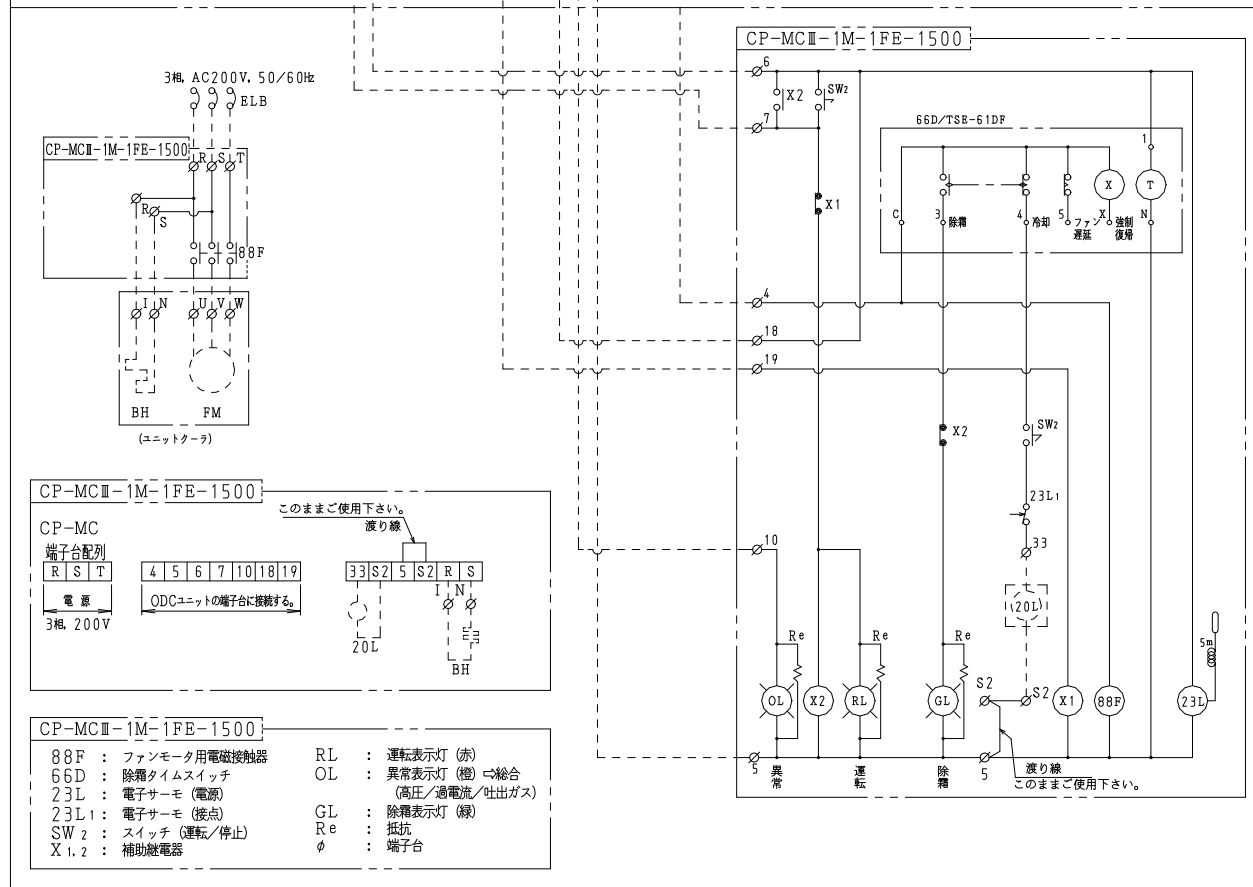 3相, AC200V, 50/60Hz
ELB
CP-MCⅢ-1M-1FE-1500
R S T
R
S
88F
I N U V W
BH FM
(ユニットクーラ)
CP-MCⅢ-1M-1FE-1500
6
X2 SW2
7
66D/TSE-61DF
X1
1
X T
C 3 除霜 4 冷却 5 ファン遅延 X 強制復帰 N
4
18
19
X2 SW2
23L1
33
10
20L
5m
Re Re Re
S2 S2
OL X2 RL GL X1 88F 23L
5 5
異常 運転 除霜
渡り線
このままご使用下さい。
CP-MCⅢ-1M-1FE-1500
このままご使用下さい。
渡り線
CP-MC
端子台配列
R S T
4 5 6 7 10 18 19
33 S2 5 S2 R S
電源
ODCユニットの端子台に接続する。
I N
3相, 200V
20L
BH
CP-MCⅢ-1M-1FE-1500
88F : ファンモータ用電磁接触器
66D : 除霜タイムスイッチ
23L : 電子サーモ (電源)
23L1 : 電子サーモ (接点)
SW2 : スイッチ (運転/停止)
X1,2 : 補助継電器
RL : 運転表示灯 (赤)
OL : 異常表示灯 (橙) ⇨総合
(高圧/過電流/吐出ガス)
GL : 除霜表示灯 (緑)
Re : 抵抗
ø : 端子台